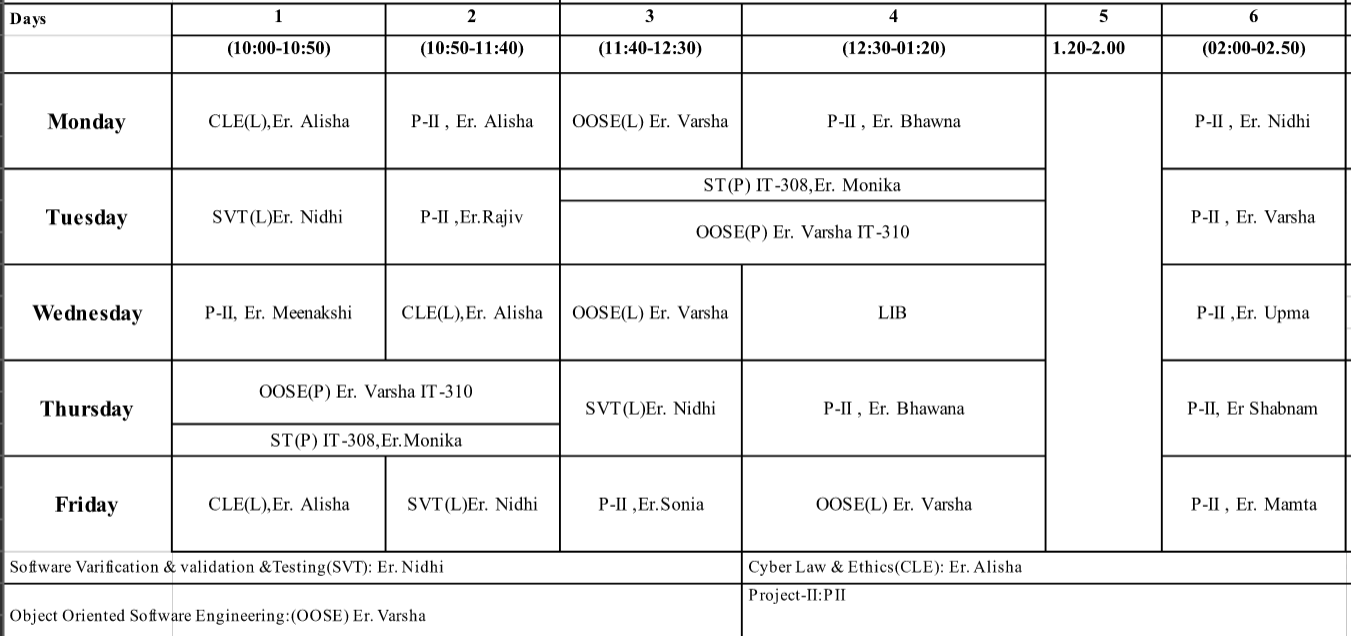 Days 1 2 3 4 5 6
(10:00-10:50) (10:50-11:40) (11:40-12:30) (12:30-01:20) 1.20-2.00 (02:00-02.50)
Monday CLE(L),Er. Alisha P-II , Er. Alisha OOSE(L) Er. Varsha P-II , Er. Bhawna P-II , Er. Nidhi
ST(P) IT-308,Er. Monika
Tuesday SVT(L)Er. Nidhi P-II ,Er.Rajiv P-II , Er. Varsha
OOSE(P) Er. Varsha IT-310
Wednesday P-II, Er. Meenakshi CLE(L),Er. Alisha OOSE(L) Er. Varsha LIB P-II ,Er. Upma
OOSE(P) Er. Varsha IT-310
Thursday SVT(L)Er. Nidhi P-II , Er. Bhawana P-II, Er Shabnam
ST(P) IT-308,Er.Monika
Friday CLE(L),Er. Alisha SVT(L)Er. Nidhi P-II ,Er.Sonia OOSE(L) Er. Varsha P-II , Er. Mamta
Software Varification & validation &Testing(SVT): Er. Nidhi Cyber Law & Ethics(CLE): Er. Alisha
Project-II:PII
Object Oriented Software Engineering:(OOSE) Er. Varsha